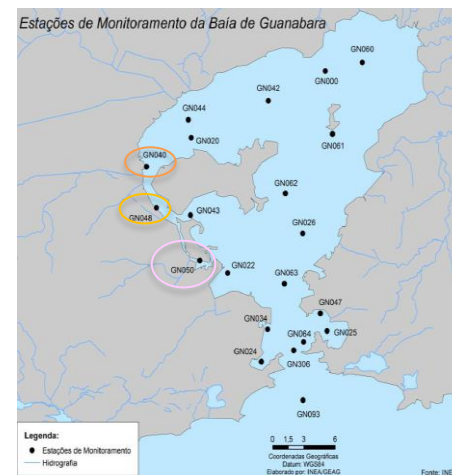 Estações de Monitoramento da Baía de Guanabara
GN060
GN000
GN042
GN044
GN020
GN061
GN040
GN062
GN048
GN043
GN026
GN050
GN022
GN063
GN047
GN034
GN064
GN025
GN024
GN306
GN093
Legenda:
Estações de Monitoramento
Hidrografia
0 1,5 3 6
Coordenadas Geográficas
Datum: WGS84
Elaborado por: INEA/GEAG
Fonte: INE